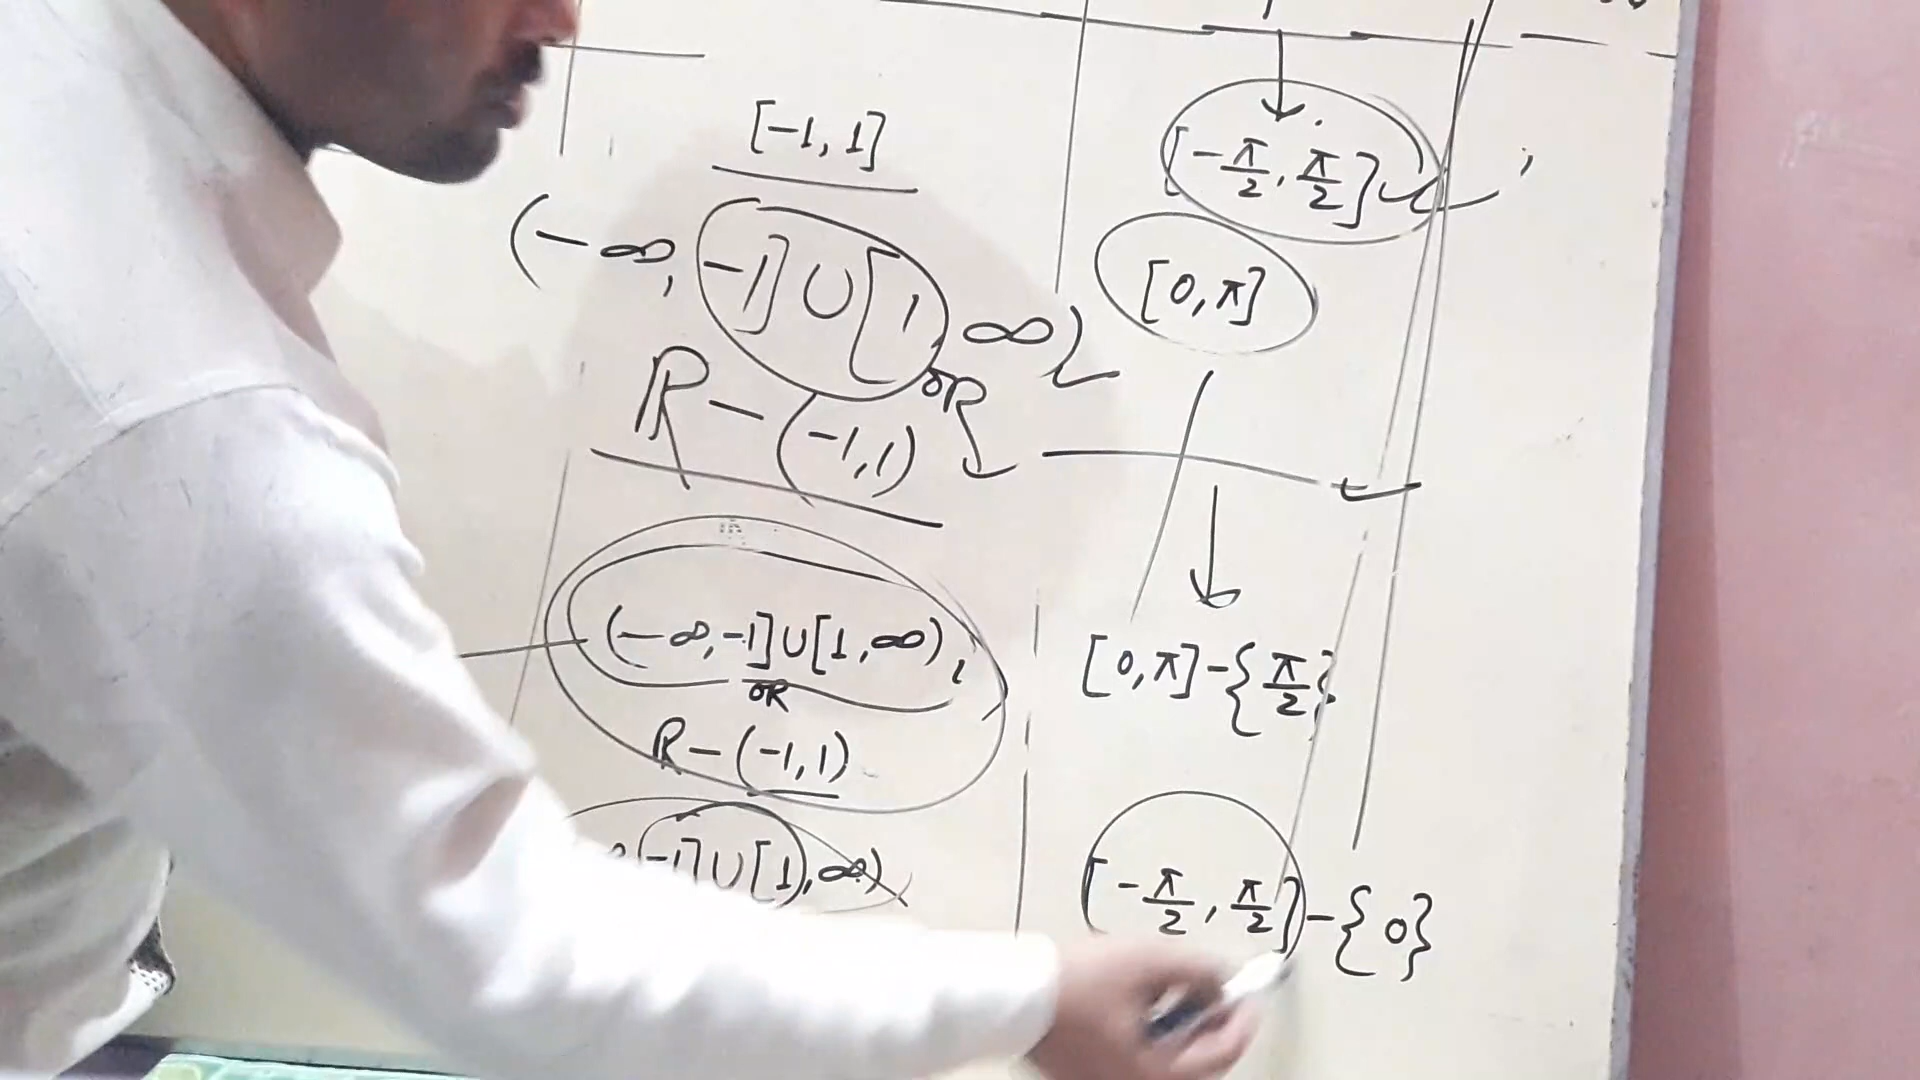 [-1, 1]
[-π/2, π/2]
(-∞, -1] ∪ [1, ∞)
[0, π]
OR
R - (-1, 1)
(-∞, -1] ∪ [1, ∞),
[0, π] - {π/2}
OR
R - (-1, 1)
-1] ∪ [1, ∞)
[-π/2, π/2] - {0}